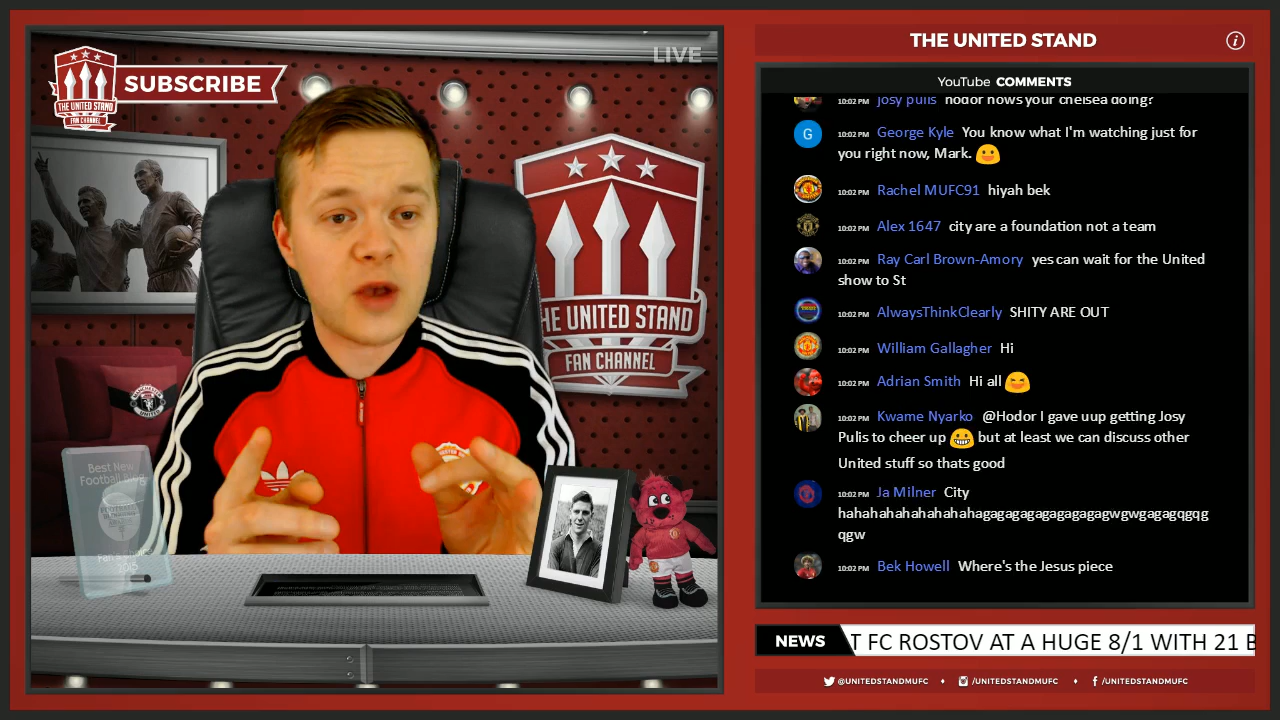 LIVE
SUBSCRIBE
THE UNITED STAND
FAN CHANNEL
THE UNITED STAND
FAN CHANNEL
Best New
Football Blog
2015
THE UNITED STAND
YouTube COMMENTS
10:02 PM josy pulis hodor hows your chelsea doing?
10:02 PM George Kyle You know what I'm watching just for
you right now, Mark. 😃
10:02 PM Rachel MUFC91 hiyah bek
10:02 PM Alex 1647 city are a foundation not a team
10:02 PM Ray Carl Brown-Amory yes can wait for the United
show to St
10:02 PM AlwaysThinkClearly SHITY ARE OUT
10:02 PM William Gallagher Hi
10:02 PM Adrian Smith Hi all 😆
10:02 PM Kwame Nyarko @Hodor I gave uup getting Josy
Pulis to cheer up 😁 but at least we can discuss other
United stuff so thats good
10:02 PM Ja Milner City
hahahahahahahahagagagagagagagagwgwgagagqgqg
qgw
10:02 PM Bek Howell Where's the Jesus piece
NEWS T FC ROSTOV AT A HUGE 8/1 WITH 21 B
@UNITEDSTANDMUFC • /UNITEDSTANDMUFC • /UNITEDSTANDMUFC